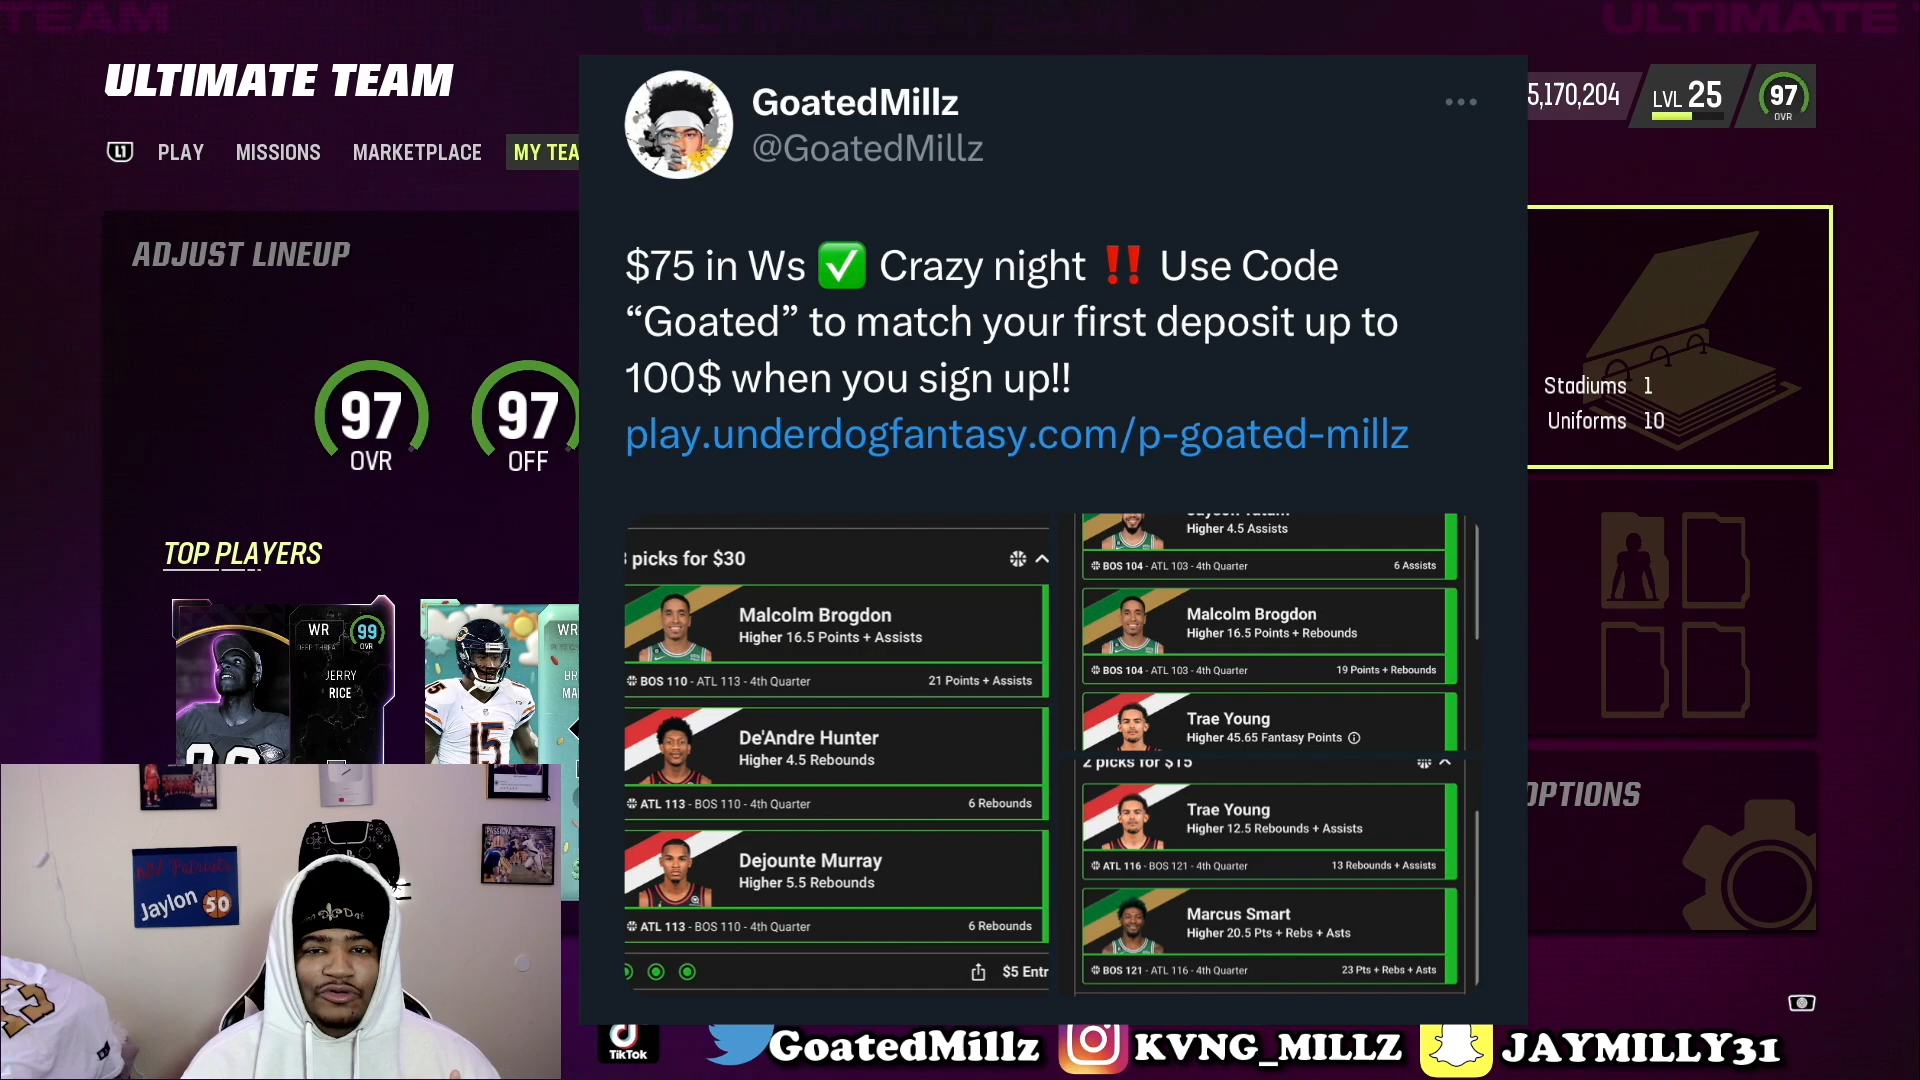 ULTIMATE TEAM
5,170,204
LVL 25
97
OVR
L1
PLAY
MISSIONS
MARKETPLACE
MY TEA
ADJUST LINEUP
97
OVR
97
OFF
TOP PLAYERS
WR
99
OVR
JERRY
RICE
WR
BR
MA
15
GoatedMillz
@GoatedMillz
$75 in Ws ✅ Crazy night ‼️ Use Code
“Goated” to match your first deposit up to
100$ when you sign up!!
play.underdogfantasy.com/p-goated-millz
picks for $30
Malcolm Brogdon
Higher 16.5 Points + Assists
BOS 110 - ATL 113 - 4th Quarter
21 Points + Assists
De'Andre Hunter
Higher 4.5 Rebounds
ATL 113 - BOS 110 - 4th Quarter
6 Rebounds
Dejounte Murray
Higher 5.5 Rebounds
ATL 113 - BOS 110 - 4th Quarter
6 Rebounds
$5 Entr
Higher 4.5 Assists
BOS 104 - ATL 103 - 4th Quarter
6 Assists
Malcolm Brogdon
Higher 16.5 Points + Rebounds
BOS 104 - ATL 103 - 4th Quarter
19 Points + Rebounds
Trae Young
Higher 45.65 Fantasy Points
2 picks for $15
Trae Young
Higher 12.5 Rebounds + Assists
ATL 116 - BOS 121 - 4th Quarter
13 Rebounds + Assists
Marcus Smart
Higher 20.5 Pts + Rebs + Asts
BOS 121 - ATL 116 - 4th Quarter
23 Pts + Rebs + Asts
Stadiums 1
Uniforms 10
OPTIONS
Jaylon 50
TikTok
GoatedMillz
KVNG_MILLZ
JAYMILLY31